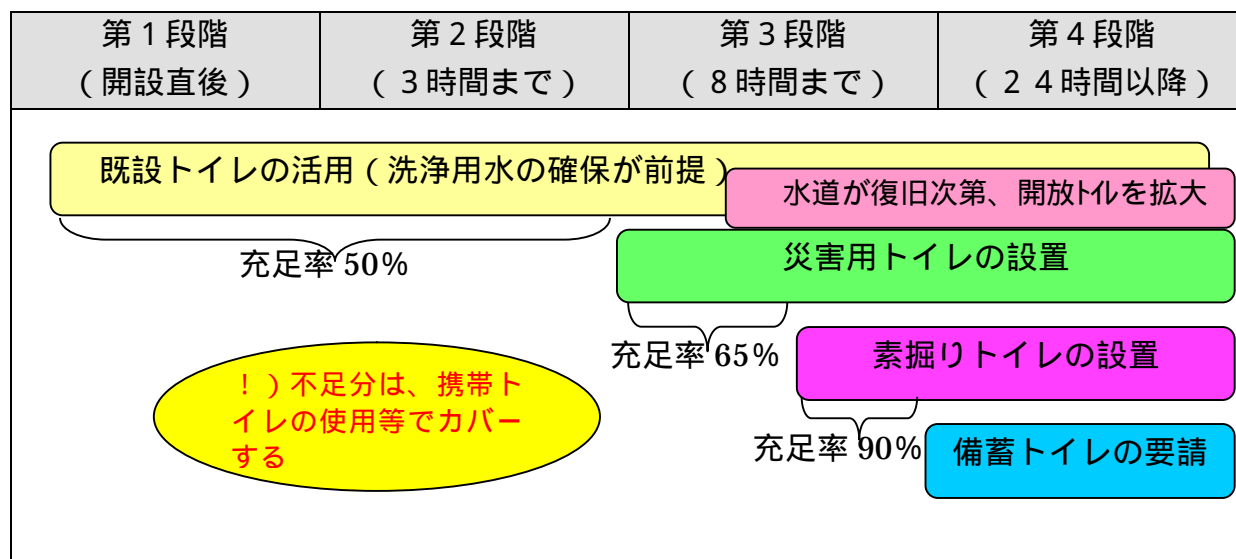 第1段階
(開設直後)
第2段階
(3時間まで)
第3段階
(8時間まで)
第4段階
(24時間以降)
既設トイレの活用(洗浄用水の確保が前提)
水道が復旧次第、開放トイルを拡大
充足率 50%
災害用トイレの設置
充足率 65%
素掘りトイレの設置
!)不足分は、携帯ト
イレの使用等でカバー
する
充足率 90%
備蓄トイレの要請